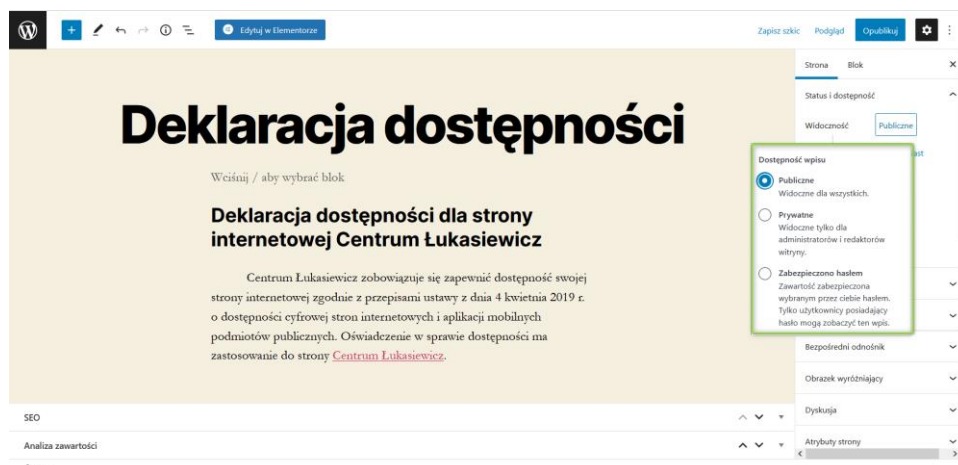 Edytuj w Elementorze
Zapisz szkic
Podgląd
Opublikuj
Strona
Blok
Status i dostępność
Widoczność
Publiczne
Deklaracja dostępności
Wciśnij / aby wybrać blok
Deklaracja dostępności dla strony
internetowej Centrum Łukasiewicz
Centrum Łukasiewicz zobowiązuje się zapewnić dostępność swojej
strony internetowej zgodnie z przepisami ustawy z dnia 4 kwietnia 2019 r.
o dostępności cyfrowej stron internetowych i aplikacji mobilnych
podmiotów publicznych. Oświadczenie w sprawie dostępności ma
zastosowanie do strony Centrum Łukasiewicz.
Dostępność wpisu
Publiczne
Widoczne dla wszystkich.
Prywatne
Widoczne tylko dla
administratorów i redaktorów
witryny.
Zabezpieczono hasłem
Zawartość zabezpieczona
wybranym przez ciebie hasłem.
Tylko użytkownicy posiadający
hasło mogą zobaczyć ten wpis.
Bezpośredni odnośnik
Obrazek wyróżniający
Dyskusja
Atrybuty strony
SEO
Analiza zawartości